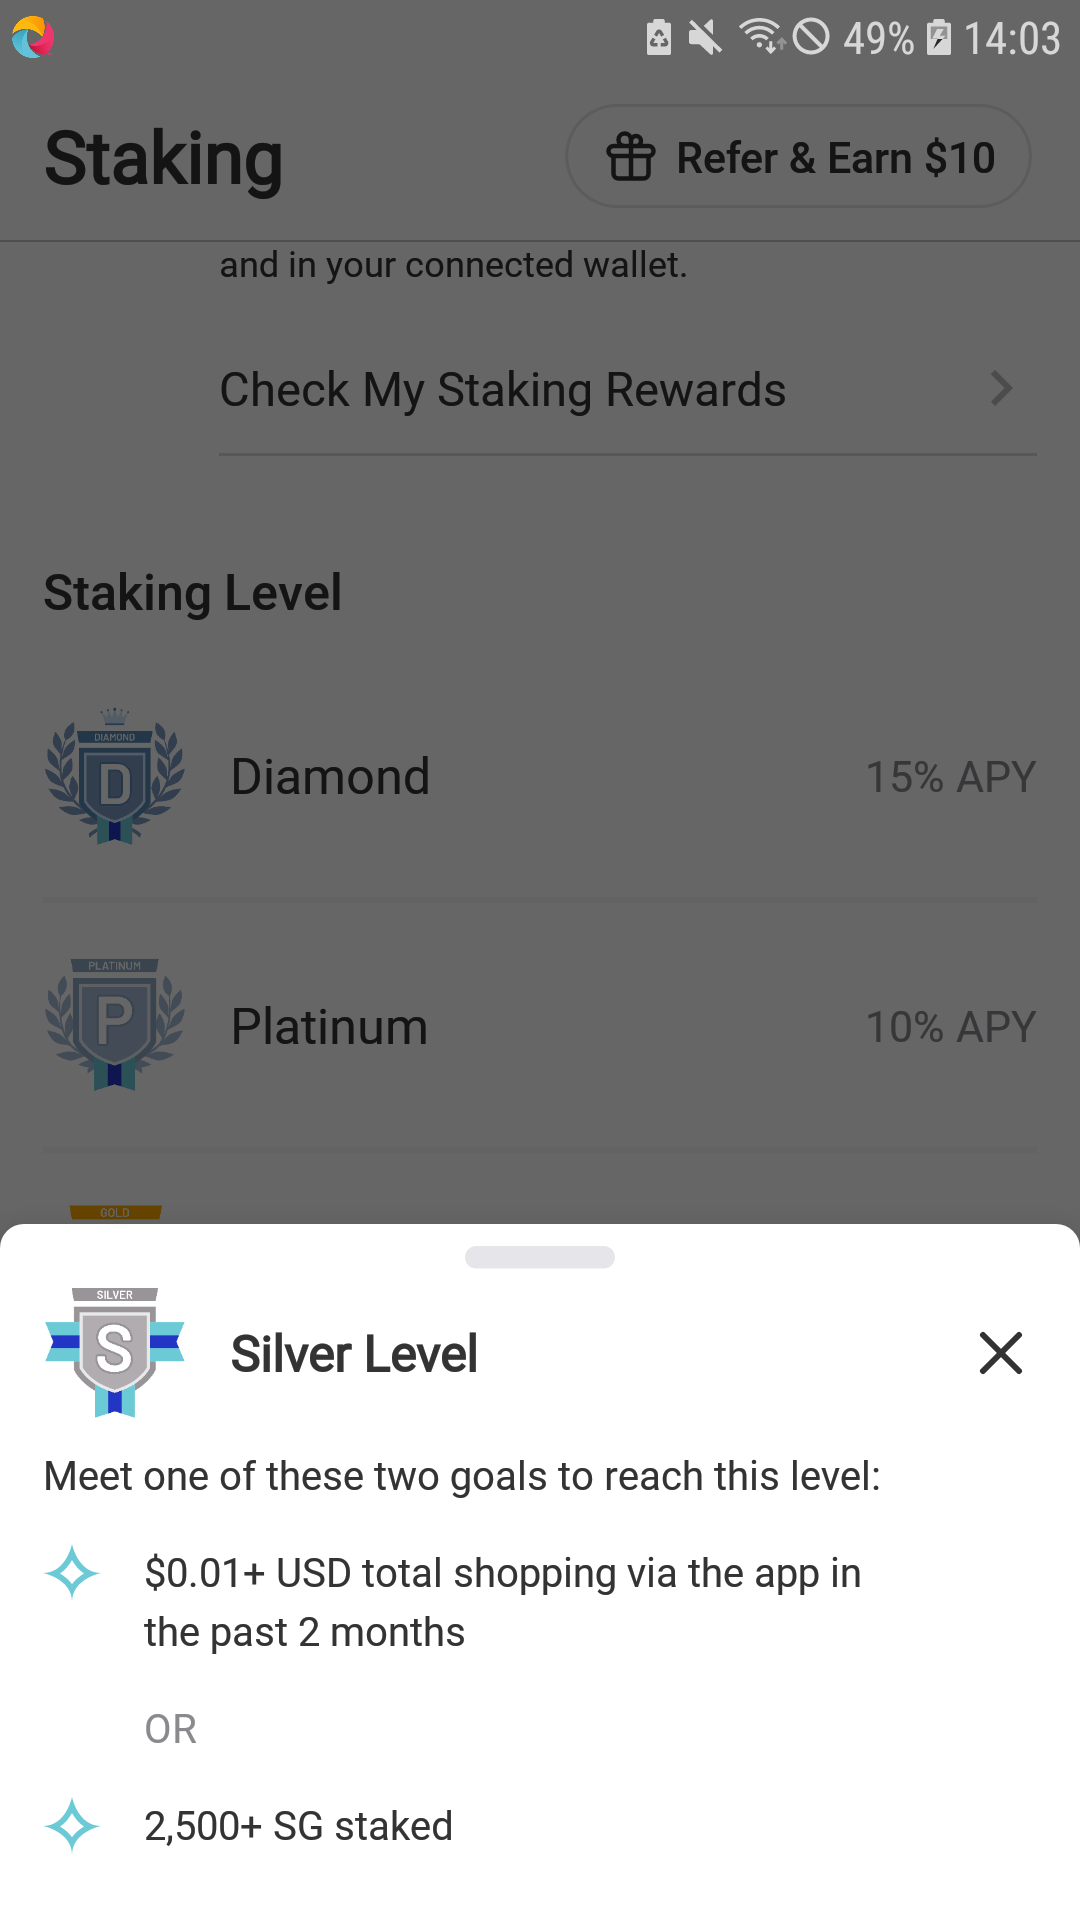 49% 14:03
Staking
Refer & Earn $10
and in your connected wallet.
Check My Staking Rewards
Staking Level
DIAMOND
D
Diamond
15% APY
PLATINUM
P
Platinum
10% APY
GOLD
SILVER
S
Silver Level
Meet one of these two goals to reach this level:
$0.01+ USD total shopping via the app in
the past 2 months
OR
2,500+ SG staked